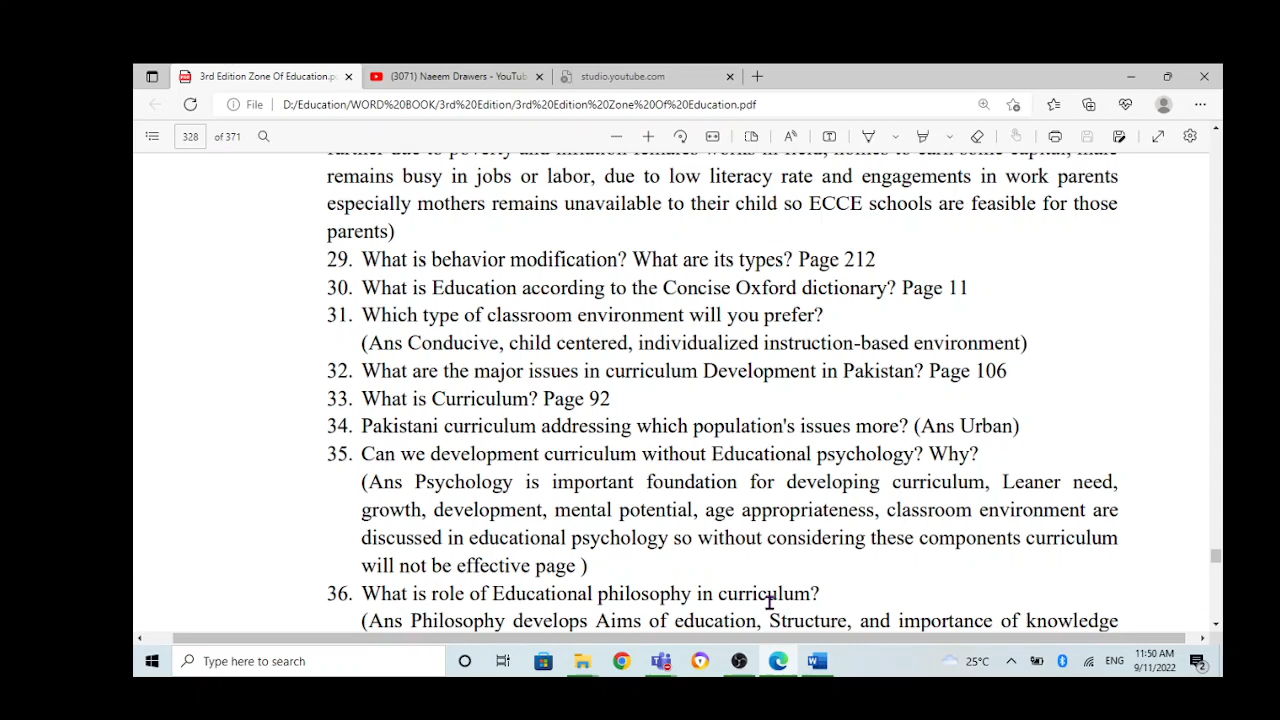 3rd Edition Zone Of Education.p
(3071) Naeem Drawers - YouTub
studio.youtube.com
File
D:/Education/WORD%20BOOK/3rd%20Edition/3rd%20Edition%20Zone%20Of%20Education.pdf
328 of 371
remains busy in jobs or labor, due to low literacy rate and engagements in work parents
especially mothers remains unavailable to their child so ECCE schools are feasible for those
parents)
29. What is behavior modification? What are its types? Page 212
30. What is Education according to the Concise Oxford dictionary? Page 11
31. Which type of classroom environment will you prefer?
(Ans Conducive, child centered, individualized instruction-based environment)
32. What are the major issues in curriculum Development in Pakistan? Page 106
33. What is Curriculum? Page 92
34. Pakistani curriculum addressing which population's issues more? (Ans Urban)
35. Can we development curriculum without Educational psychology? Why?
(Ans Psychology is important foundation for developing curriculum, Leaner need,
growth, development, mental potential, age appropriateness, classroom environment are
discussed in educational psychology so without considering these components curriculum
will not be effective page )
36. What is role of Educational philosophy in curriculum?
(Ans Philosophy develops Aims of education, Structure, and importance of knowledge
Type here to search
25°C
ENG
11:50 AM
9/11/2022
2